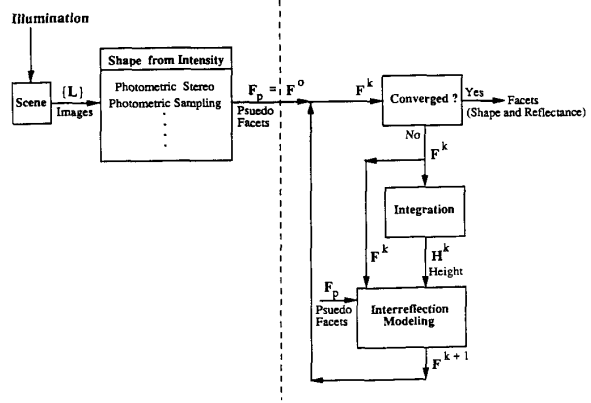 Illumination
Scene
{L}
Images
Shape from Intensity
Photometric Stereo
Photometric Sampling
F_p = F^o
Psuedo
Facets
F^k
Converged ?
Yes
Facets
(Shape and Reflectance)
No
F^k
Integration
F^k
H^k
Height
F_p
Psuedo
Facets
Interreflection
Modeling
F^{k + 1}